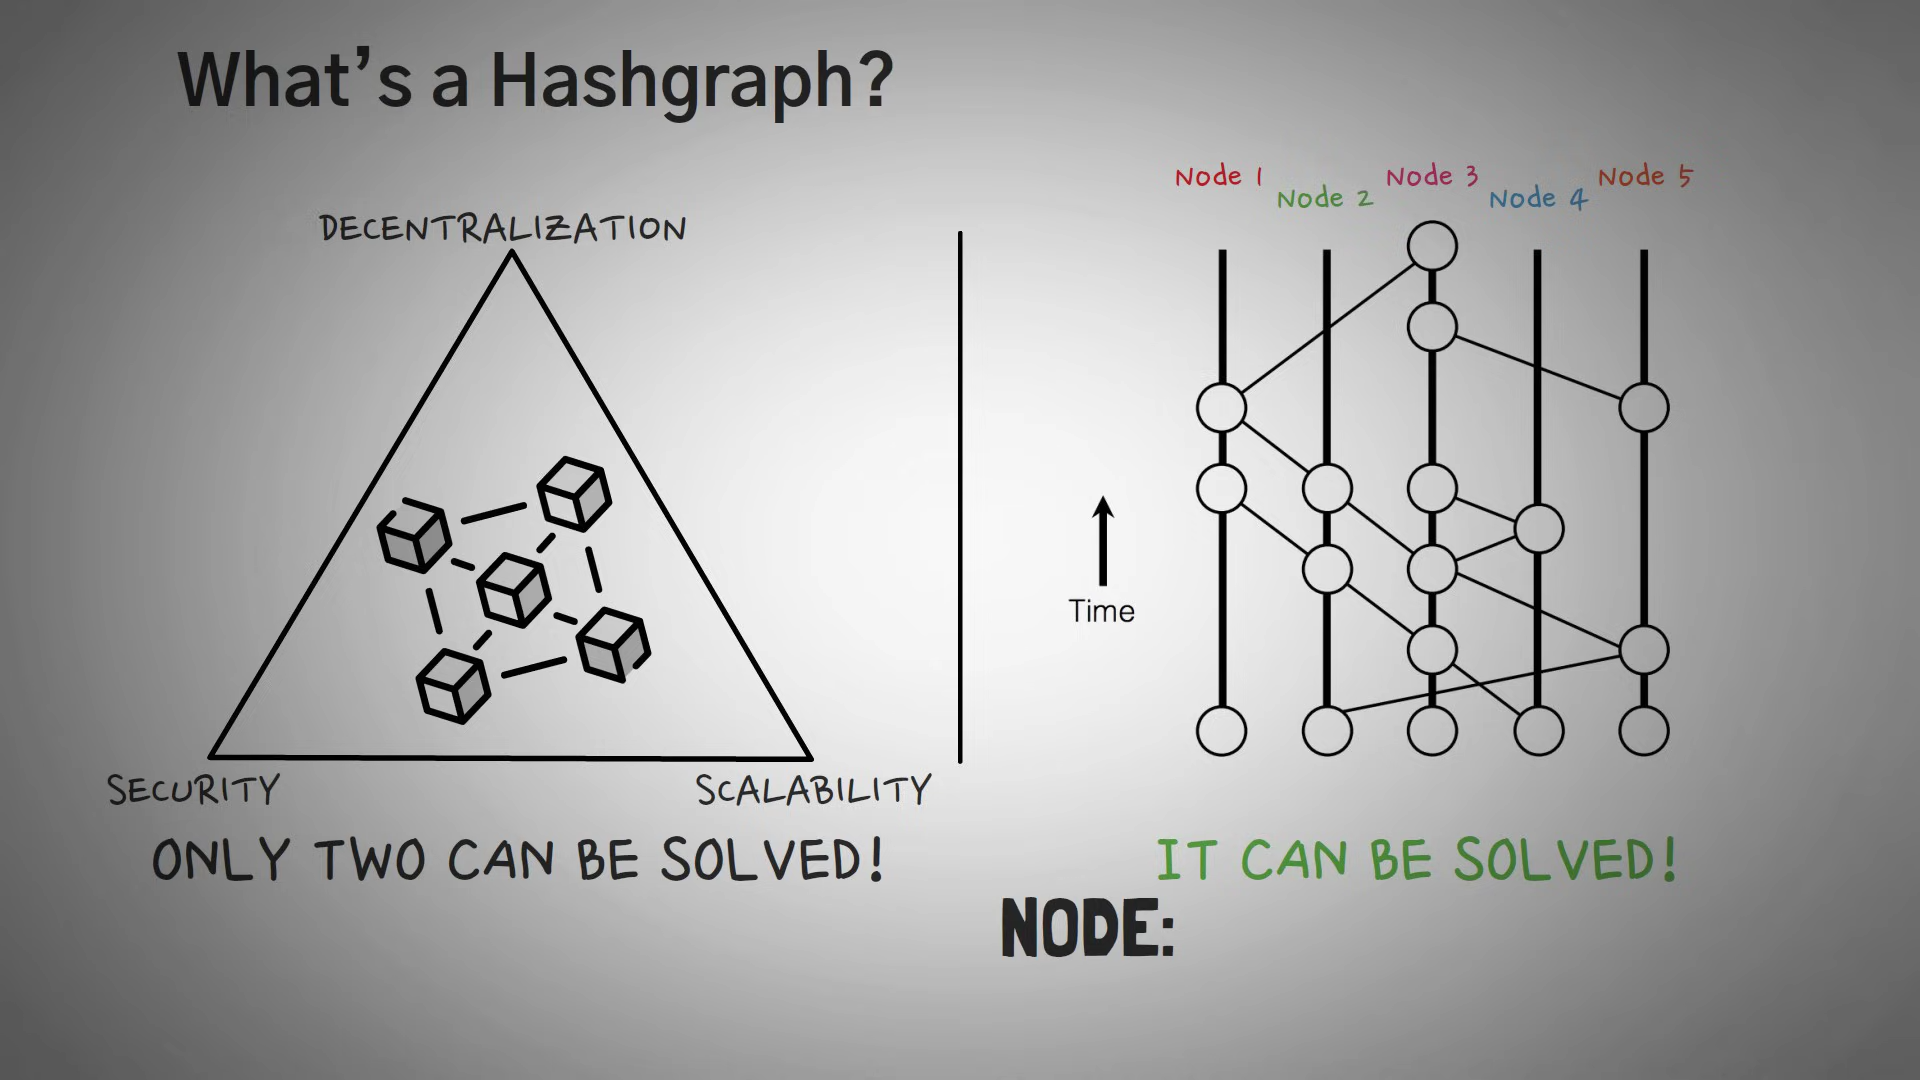 What's a Hashgraph?
DECENTRALIZATION
SECURITY
SCALABILITY
ONLY TWO CAN BE SOLVED!
Node 1
Node 2
Node 3
Node 4
Node 5
Time
IT CAN BE SOLVED!
NODE: